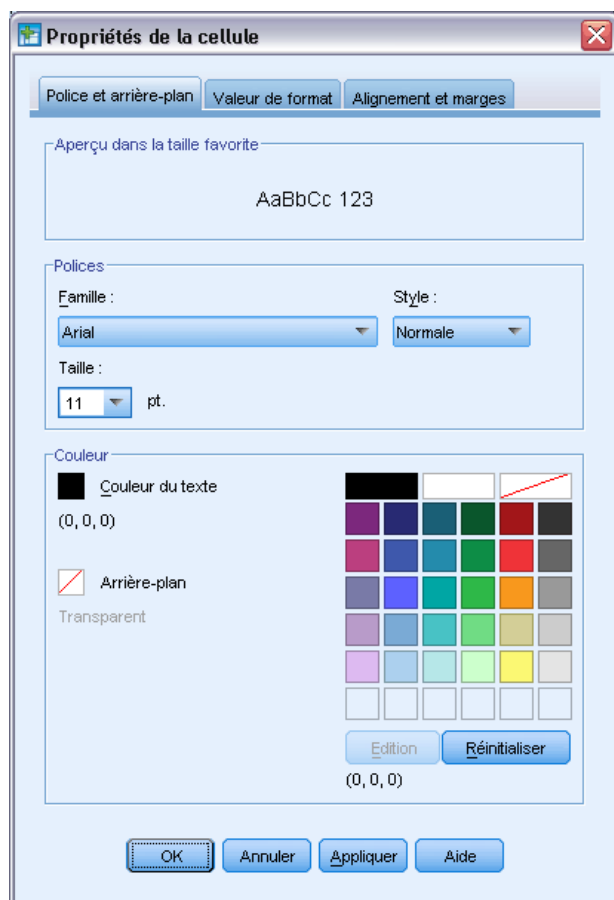 Propriétés de la cellule
Police et arrière-plan Valeur de format Alignement et marges
Aperçu dans la taille favorite
AaBbCc 123
Polices
Famille : Style :
Arial Normale
Taille :
11 pt.
Couleur
Couleur du texte
(0, 0, 0)
Arrière-plan
Transparent
Edition Réinitialiser
(0, 0, 0)
OK Annuler Appliquer Aide